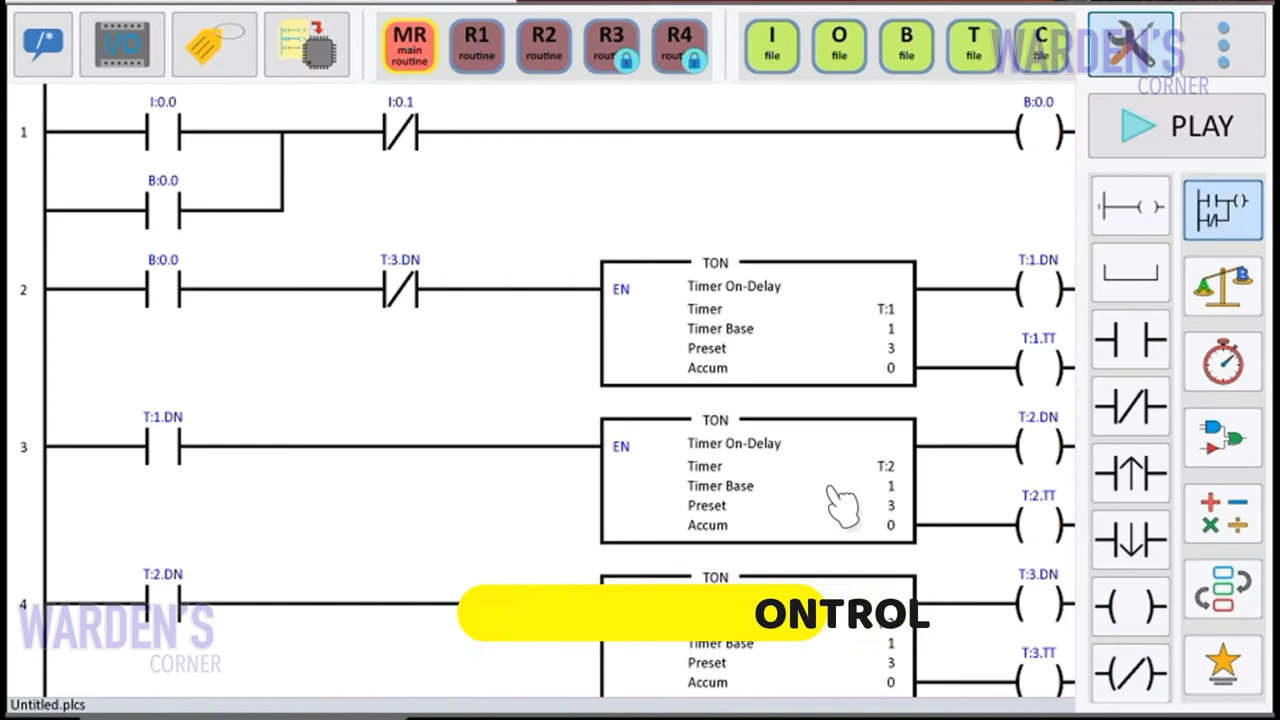 /*
I/O
MR
main
routine
R1
routine
R2
routine
R3
R4
I
file
O
file
B
file
T
file
C
file
WARDEN'S
CORNER
PLAY
I:0.0
I:0.1
B:0.0
1
B:0.0
B:0.0
T:3.DN
TON
T:1.DN
2
EN
Timer On-Delay
Timer T:1
Timer Base 1
Preset 3
Accum 0
T:1.TT
T:1.DN
TON
T:2.DN
3
EN
Timer On-Delay
Timer T:2
Timer Base 1
Preset 3
Accum 0
T:2.TT
T:2.DN
TON
T:3.DN
4
ONTROL
Timer Base 1
Preset 3
Accum 0
T:3.TT
WARDEN'S
CORNER
A B
Untitled.plcs